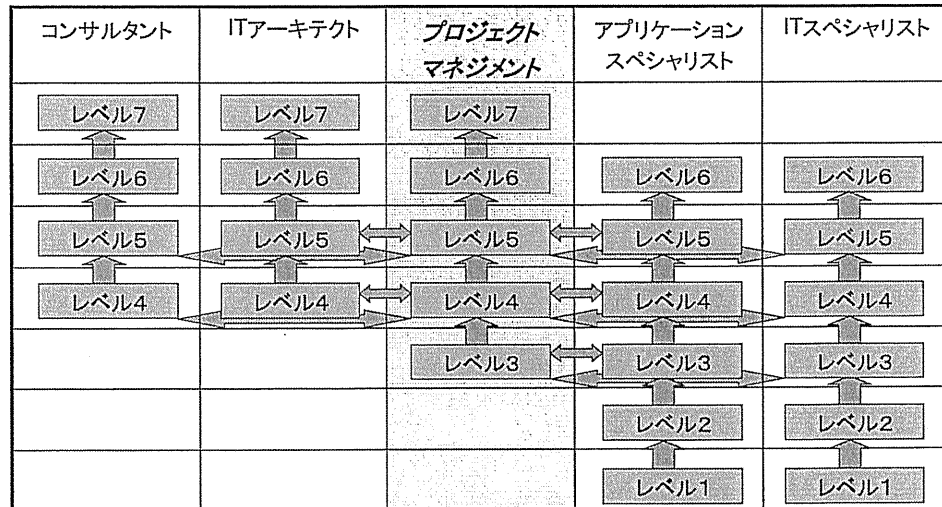 コンサルタント
ITアーキテクト
プロジェクト
マネジメント
アプリケーション
スペシャリスト
ITスペシャリスト
レベル7
レベル7
レベル7
レベル6
レベル6
レベル6
レベル6
レベル6
レベル5
レベル5
レベル5
レベル5
レベル5
レベル4
レベル4
レベル4
レベル4
レベル4
レベル3
レベル3
レベル3
レベル2
レベル2
レベル1
レベル1